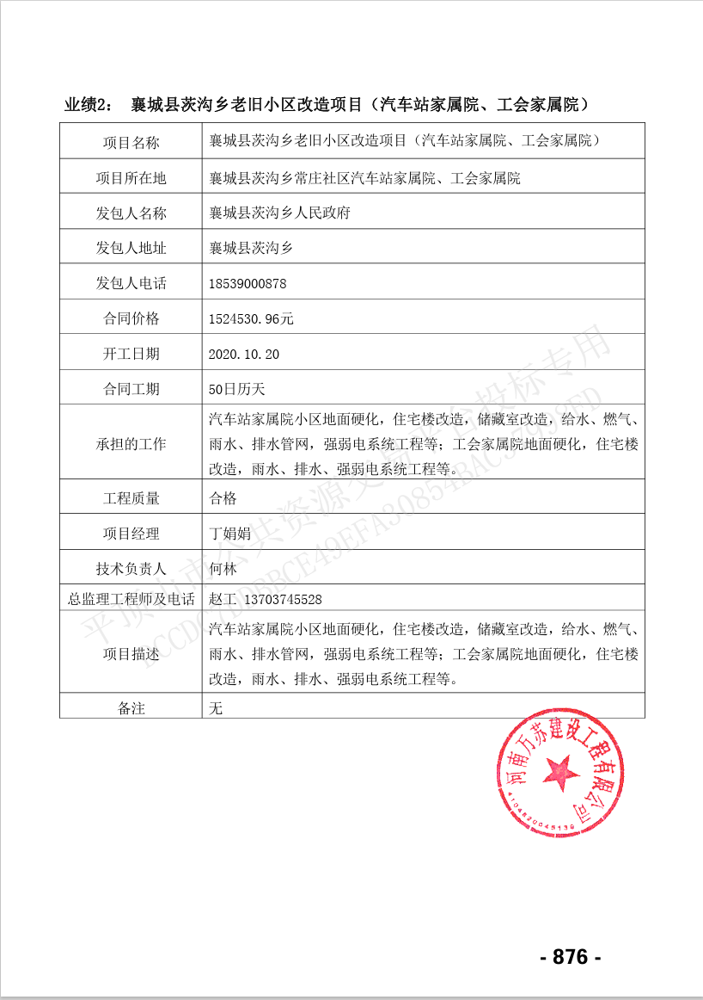 业绩2： 襄城县茨沟乡老旧小区改造项目（汽车站家属院、工会家属院）
项目名称 襄城县茨沟乡老旧小区改造项目（汽车站家属院、工会家属院）
项目所在地 襄城县茨沟乡常庄社区汽车站家属院、工会家属院
发包人名称 襄城县茨沟乡人民政府
发包人地址 襄城县茨沟乡
发包人电话 18539000878
合同价格 1524530.96元
开工日期 2020.10.20
合同工期 50日历天
承担的工作 汽车站家属院小区地面硬化，住宅楼改造，储藏室改造，给水、燃气、
雨水、排水管网，强弱电系统工程等；工会家属院地面硬化，住宅楼
改造，雨水、排水、强弱电系统工程等。
工程质量 合格
项目经理 丁娟娟
技术负责人 何林
总监理工程师及电话 赵工 13703745528
项目描述 汽车站家属院小区地面硬化，住宅楼改造，储藏室改造，给水、燃气、
雨水、排水管网，强弱电系统工程等；工会家属院地面硬化，住宅楼
改造，雨水、排水、强弱电系统工程等。
备注 无
平顶山市公共资源交易平台投标专用
河南万苏建设工程有限公司
4104820045139
- 876 -